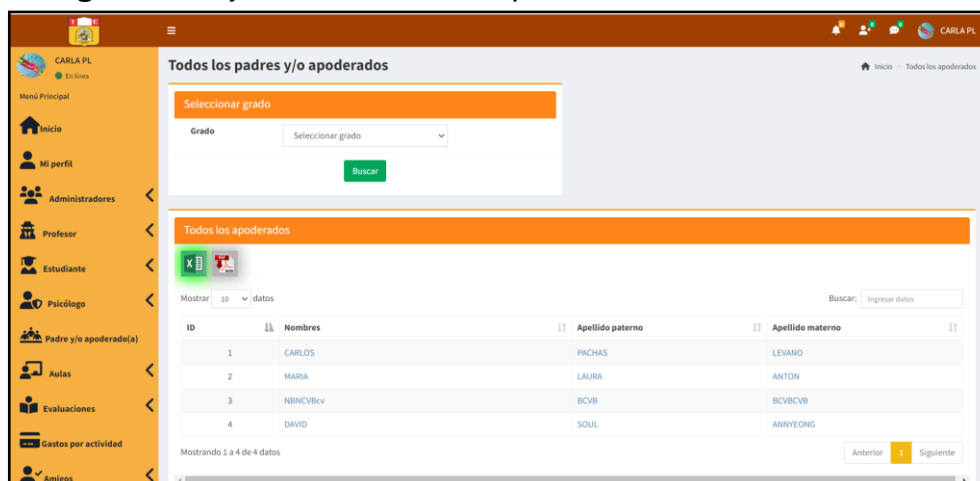 CARLA PL
CARLA PL
En línea
Menú Principal
Inicio
Mi perfil
Administradores
Profesor
Estudiante
Psicólogo
Padre y/o apoderado(a)
Aulas
Evaluaciones
Gastos por actividad
Amigos
Todos los padres y/o apoderados
Inicio > Todos los apoderados
Seleccionar grado
Grado Seleccionar grado
Buscar
Todos los apoderados
Mostrar 10 datos Buscar: Ingresar datos
ID Nombres Apellido paterno Apellido materno
1 CARLOS PACHAS LEVANO
2 MARIA LAURA ANTON
3 NBNCVBcv BCVB BCVBCVB
4 DAVID SOUL ANNYEONG
Mostrando 1 a 4 de 4 datos Anterior 1 Siguiente